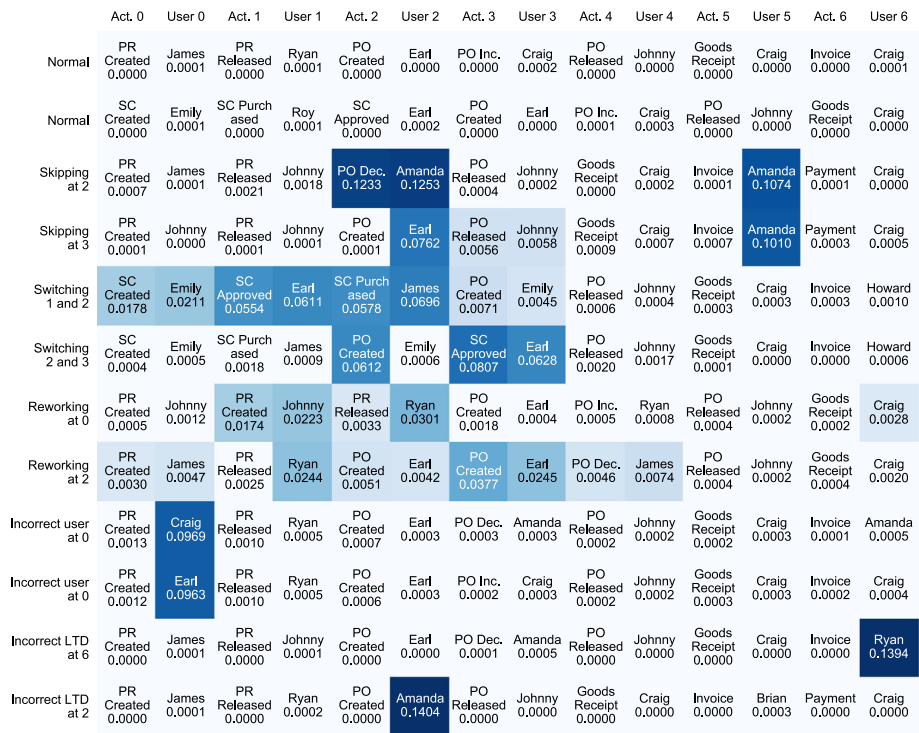 Act. 0 User 0 Act. 1 User 1 Act. 2 User 2 Act. 3 User 3 Act. 4 User 4 Act. 5 User 5 Act. 6 User 6
Normal
PR Created 0.0000 James 0.0001 PR Released 0.0000 Ryan 0.0001 PO Created 0.0000 Earl 0.0000 PO Inc. 0.0000 Craig 0.0002 PO Released 0.0000 Johnny 0.0000 Goods Receipt 0.0000 Craig 0.0000 Invoice 0.0000 Craig 0.0001
Normal
SC Created 0.0000 Emily 0.0001 SC Purch ased 0.0000 Roy 0.0001 SC Approved 0.0000 Earl 0.0002 PO Created 0.0000 Earl 0.0000 PO Inc. 0.0001 Craig 0.0003 PO Released 0.0000 Johnny 0.0000 Goods Receipt 0.0000 Craig 0.0000
Skipping at 2
PR Created 0.0007 James 0.0001 PR Released 0.0021 Johnny 0.0018 PO Dec. 0.1233 Amanda 0.1253 PO Released 0.0004 Johnny 0.0002 Goods Receipt 0.0000 Craig 0.0002 Invoice 0.0001 Amanda 0.1074 Payment 0.0001 Craig 0.0000
Skipping at 3
PR Created 0.0001 Johnny 0.0000 PR Released 0.0001 Johnny 0.0001 PO Created 0.0001 Earl 0.0762 PO Released 0.0056 Johnny 0.0058 Goods Receipt 0.0009 Craig 0.0007 Invoice 0.0007 Amanda 0.1010 Payment 0.0003 Craig 0.0005
Switching 1 and 2
SC Created 0.0178 Emily 0.0211 SC Approved 0.0554 Earl 0.0611 SC Purch ased 0.0578 James 0.0696 PO Created 0.0071 Emily 0.0045 PO Released 0.0006 Johnny 0.0004 Goods Receipt 0.0003 Craig 0.0003 Invoice 0.0003 Howard 0.0010
Switching 2 and 3
SC Created 0.0004 Emily 0.0005 SC Purch ased 0.0018 James 0.0009 PO Created 0.0612 Emily 0.0006 SC Approved 0.0807 Earl 0.0628 PO Released 0.0020 Johnny 0.0017 Goods Receipt 0.0001 Craig 0.0000 Invoice 0.0000 Howard 0.0006
Reworking at 0
PR Created 0.0005 Johnny 0.0012 PR Created 0.0174 Johnny 0.0223 PR Released 0.0033 Ryan 0.0301 PO Created 0.0018 Earl 0.0004 PO Inc. 0.0005 Ryan 0.0008 PO Released 0.0004 Johnny 0.0002 Goods Receipt 0.0002 Craig 0.0028
Reworking at 2
PR Created 0.0030 James 0.0047 PR Released 0.0025 Ryan 0.0244 PO Created 0.0051 Earl 0.0042 PO Created 0.0377 Earl 0.0245 PO Dec. 0.0046 James 0.0074 PO Released 0.0004 Johnny 0.0002 Goods Receipt 0.0004 Craig 0.0020
Incorrect user at 0
PR Created 0.0013 Craig 0.0969 PR Released 0.0010 Ryan 0.0005 PO Created 0.0007 Earl 0.0003 PO Dec. 0.0003 Amanda 0.0003 PO Released 0.0002 Johnny 0.0002 Goods Receipt 0.0002 Craig 0.0003 Invoice 0.0001 Amanda 0.0005
Incorrect user at 0
PR Created 0.0012 Earl 0.0963 PR Released 0.0010 Ryan 0.0005 PO Created 0.0006 Earl 0.0003 PO Inc. 0.0002 Craig 0.0003 PO Released 0.0002 Johnny 0.0002 Goods Receipt 0.0003 Craig 0.0003 Invoice 0.0002 Craig 0.0004
Incorrect LTD at 6
PR Created 0.0000 James 0.0001 PR Released 0.0000 Johnny 0.0001 PO Created 0.0000 Earl 0.0000 PO Dec. 0.0001 Amanda 0.0005 PO Released 0.0000 Johnny 0.0000 Goods Receipt 0.0000 Craig 0.0000 Invoice 0.0000 Ryan 0.1394
Incorrect LTD at 2
PR Created 0.0000 James 0.0001 PR Released 0.0000 Ryan 0.0002 PO Created 0.0000 Amanda 0.1404 PO Released 0.0000 Johnny 0.0000 Goods Receipt 0.0000 Craig 0.0001 Invoice 0.0000 Brian 0.0003 Payment 0.0000 Craig 0.0000